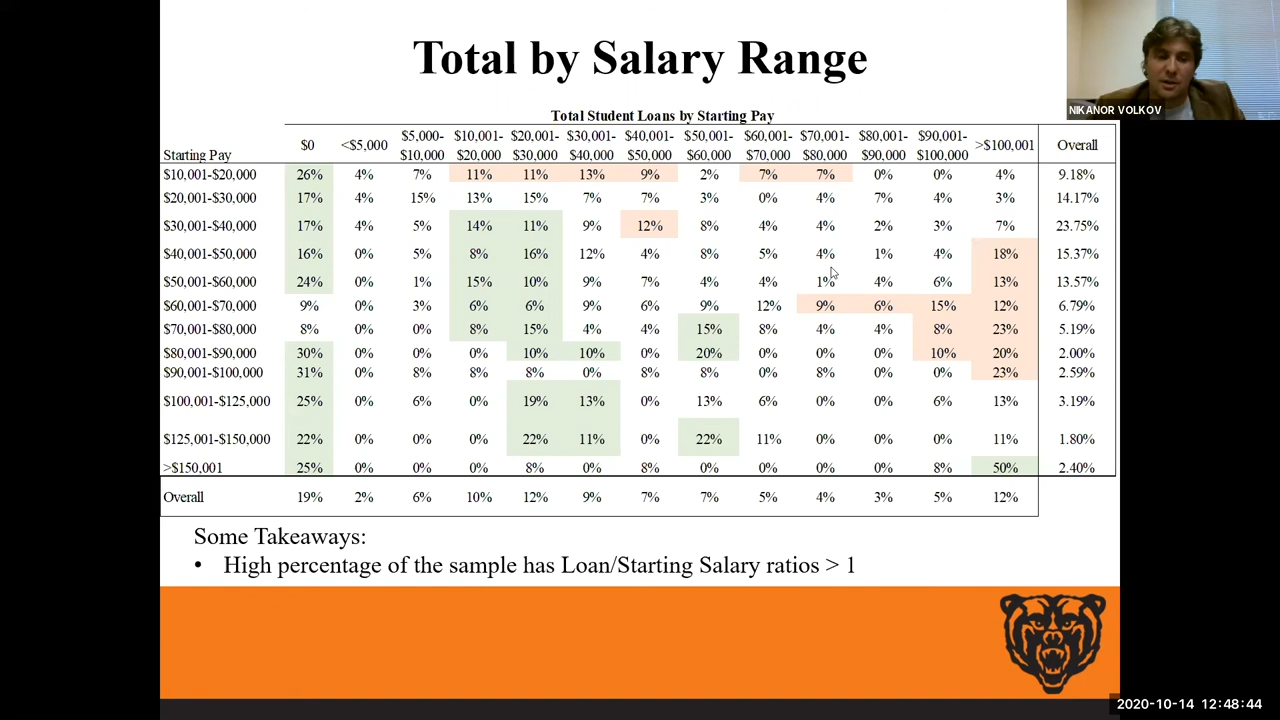 Total by Salary Range
NIKANOR VOLKOV
Total Student Loans by Starting Pay
Starting Pay $0 <$5,000 $5,000-$10,000 $10,001-$20,000 $20,001-$30,000 $30,001-$40,000 $40,001-$50,000 $50,001-$60,000 $60,001-$70,000 $70,001-$80,000 $80,001-$90,000 $90,001-$100,000 >$100,001 Overall
$10,001-$20,000 26% 4% 7% 11% 11% 13% 9% 2% 7% 7% 0% 0% 4% 9.18%
$20,001-$30,000 17% 4% 15% 13% 15% 7% 7% 3% 0% 4% 7% 4% 3% 14.17%
$30,001-$40,000 17% 4% 5% 14% 11% 9% 12% 8% 4% 4% 2% 3% 7% 23.75%
$40,001-$50,000 16% 0% 5% 8% 16% 12% 4% 8% 5% 4% 1% 4% 18% 15.37%
$50,001-$60,000 24% 0% 1% 15% 10% 9% 7% 4% 4% 1% 4% 6% 13% 13.57%
$60,001-$70,000 9% 0% 3% 6% 6% 9% 6% 9% 12% 9% 6% 15% 12% 6.79%
$70,001-$80,000 8% 0% 0% 8% 15% 4% 4% 15% 8% 4% 4% 8% 23% 5.19%
$80,001-$90,000 30% 0% 0% 0% 10% 10% 0% 20% 0% 0% 0% 10% 20% 2.00%
$90,001-$100,000 31% 0% 8% 8% 8% 0% 8% 8% 0% 8% 0% 0% 23% 2.59%
$100,001-$125,000 25% 0% 6% 0% 19% 13% 0% 13% 6% 0% 0% 6% 13% 3.19%
$125,001-$150,000 22% 0% 0% 0% 22% 11% 0% 22% 11% 0% 0% 0% 11% 1.80%
>$150,001 25% 0% 0% 0% 8% 0% 8% 0% 0% 0% 0% 8% 50% 2.40%
Overall 19% 2% 6% 10% 12% 9% 7% 7% 5% 4% 3% 5% 12%
Some Takeaways:
• High percentage of the sample has Loan/Starting Salary ratios > 1
2020-10-14 12:48:44